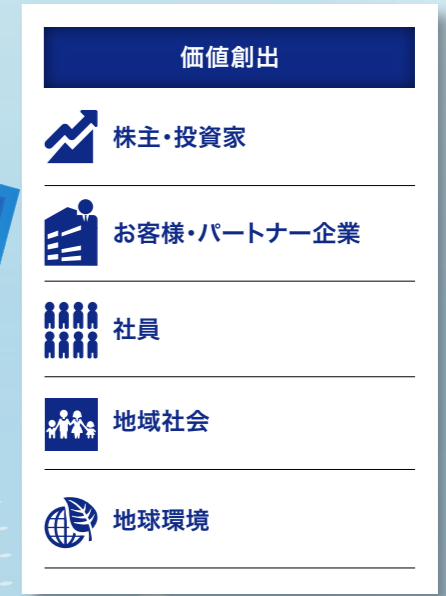 価値創出
株主・投資家
お客様・パートナー企業
社員
地域社会
地球環境